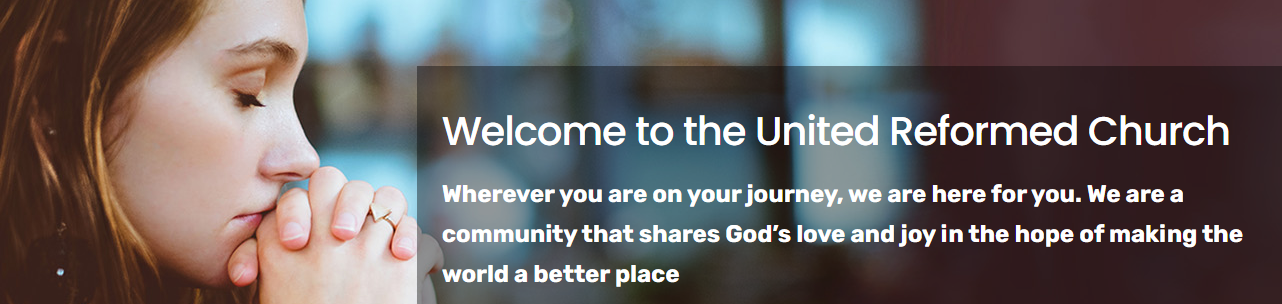 Welcome to the United Reformed Church
Wherever you are on your journey, we are here for you. We are a
community that shares God’s love and joy in the hope of making the
world a better place